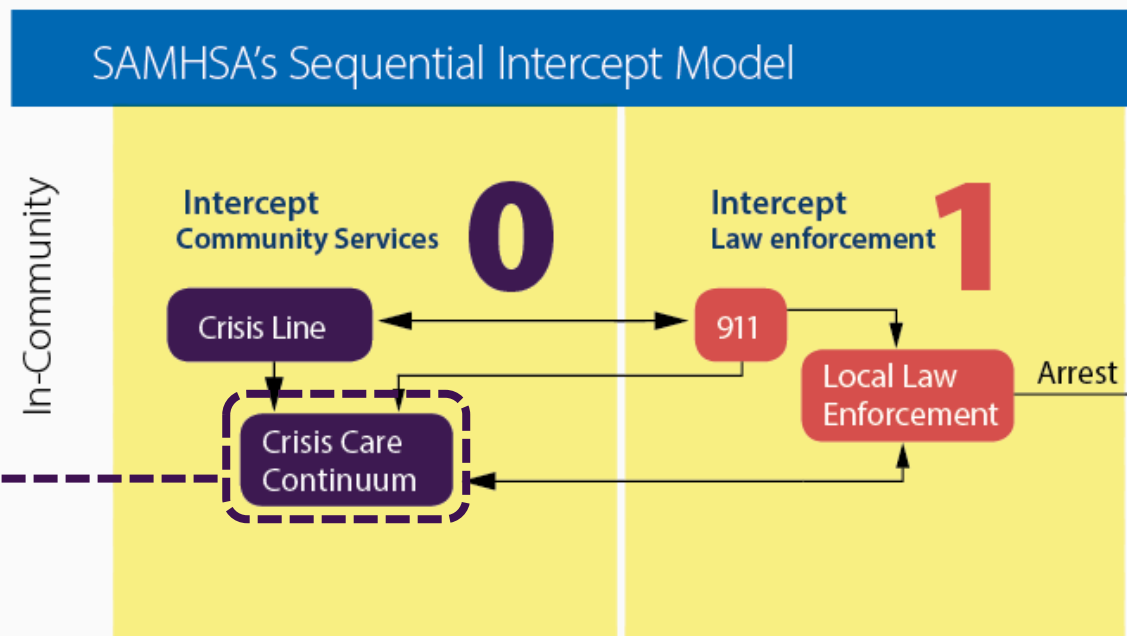 SAMHSA's Sequential Intercept Model
In-Community
Intercept
Community Services
0
Crisis Line
Crisis Care
Continuum
Intercept
Law enforcement
1
911
Local Law
Enforcement
Arrest